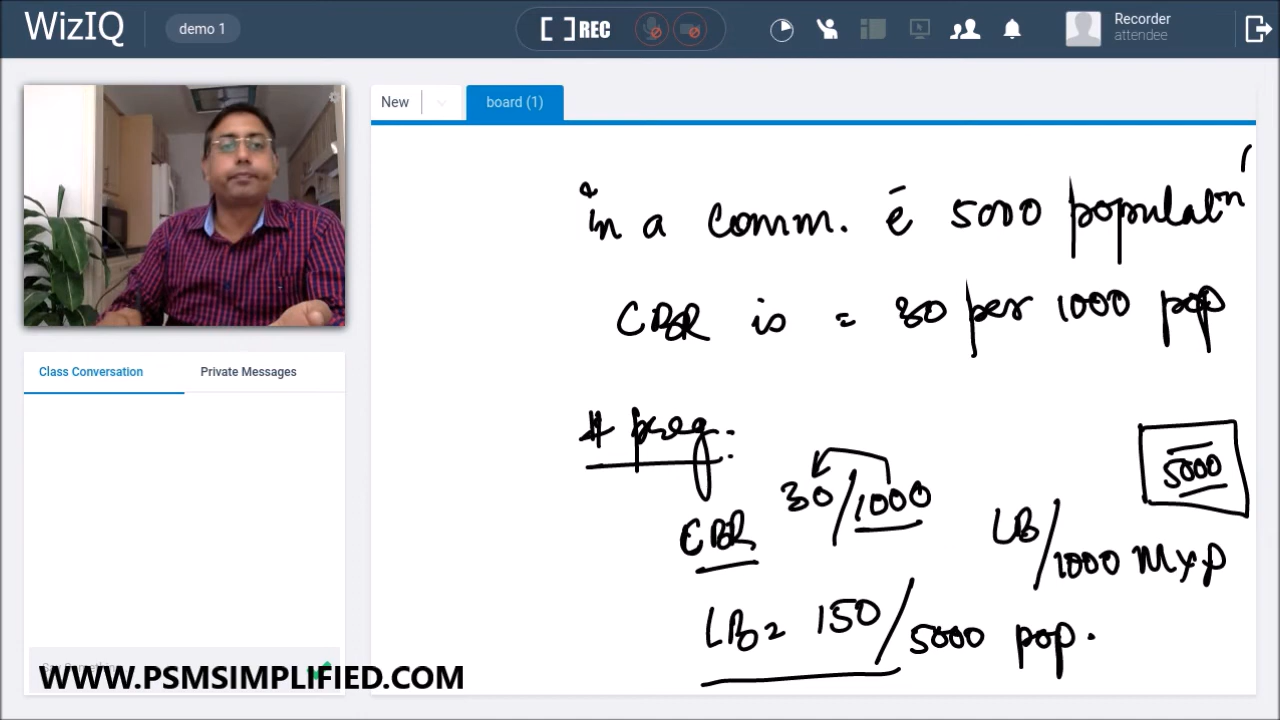 WizIQ
demo 1
[ ] REC
Recorder
attendee
New
board (1)
in a comm. c̄ 5000 populatn
CBR is = 30 per 1000 pop
# preg:
5000
CBR 30/1000
LB/1000 MYP
LB = 150/5000 pop.
Class Conversation
Private Messages
WWW.PSMSIMPLIFIED.COM